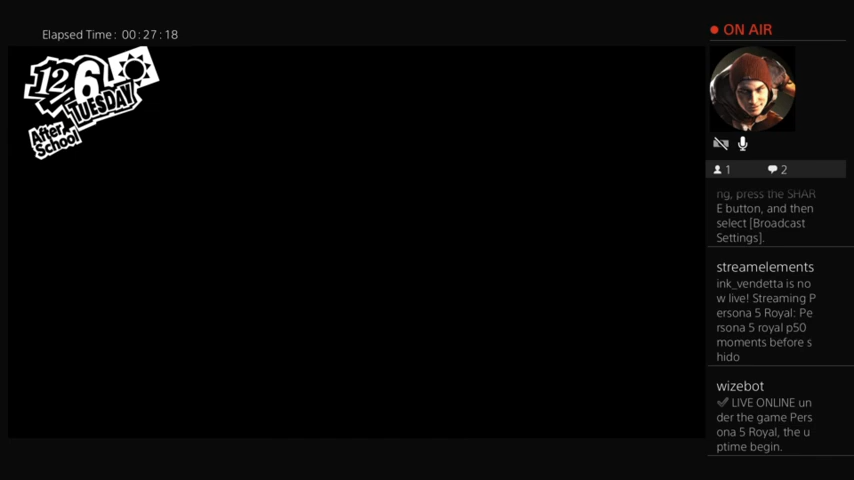 Elapsed Time: 00:27:18
12 6
TUESDAY
After
School
ON AIR
1
2
ng, press the SHAR
E button, and then
select [Broadcast
Settings].
streamelements
ink_vendetta is no
w live! Streaming P
ersona 5 Royal: Pe
rsona 5 royal p50
moments before s
hido
wizebot
✓ LIVE ONLINE un
der the game Pers
ona 5 Royal, the u
ptime begin.